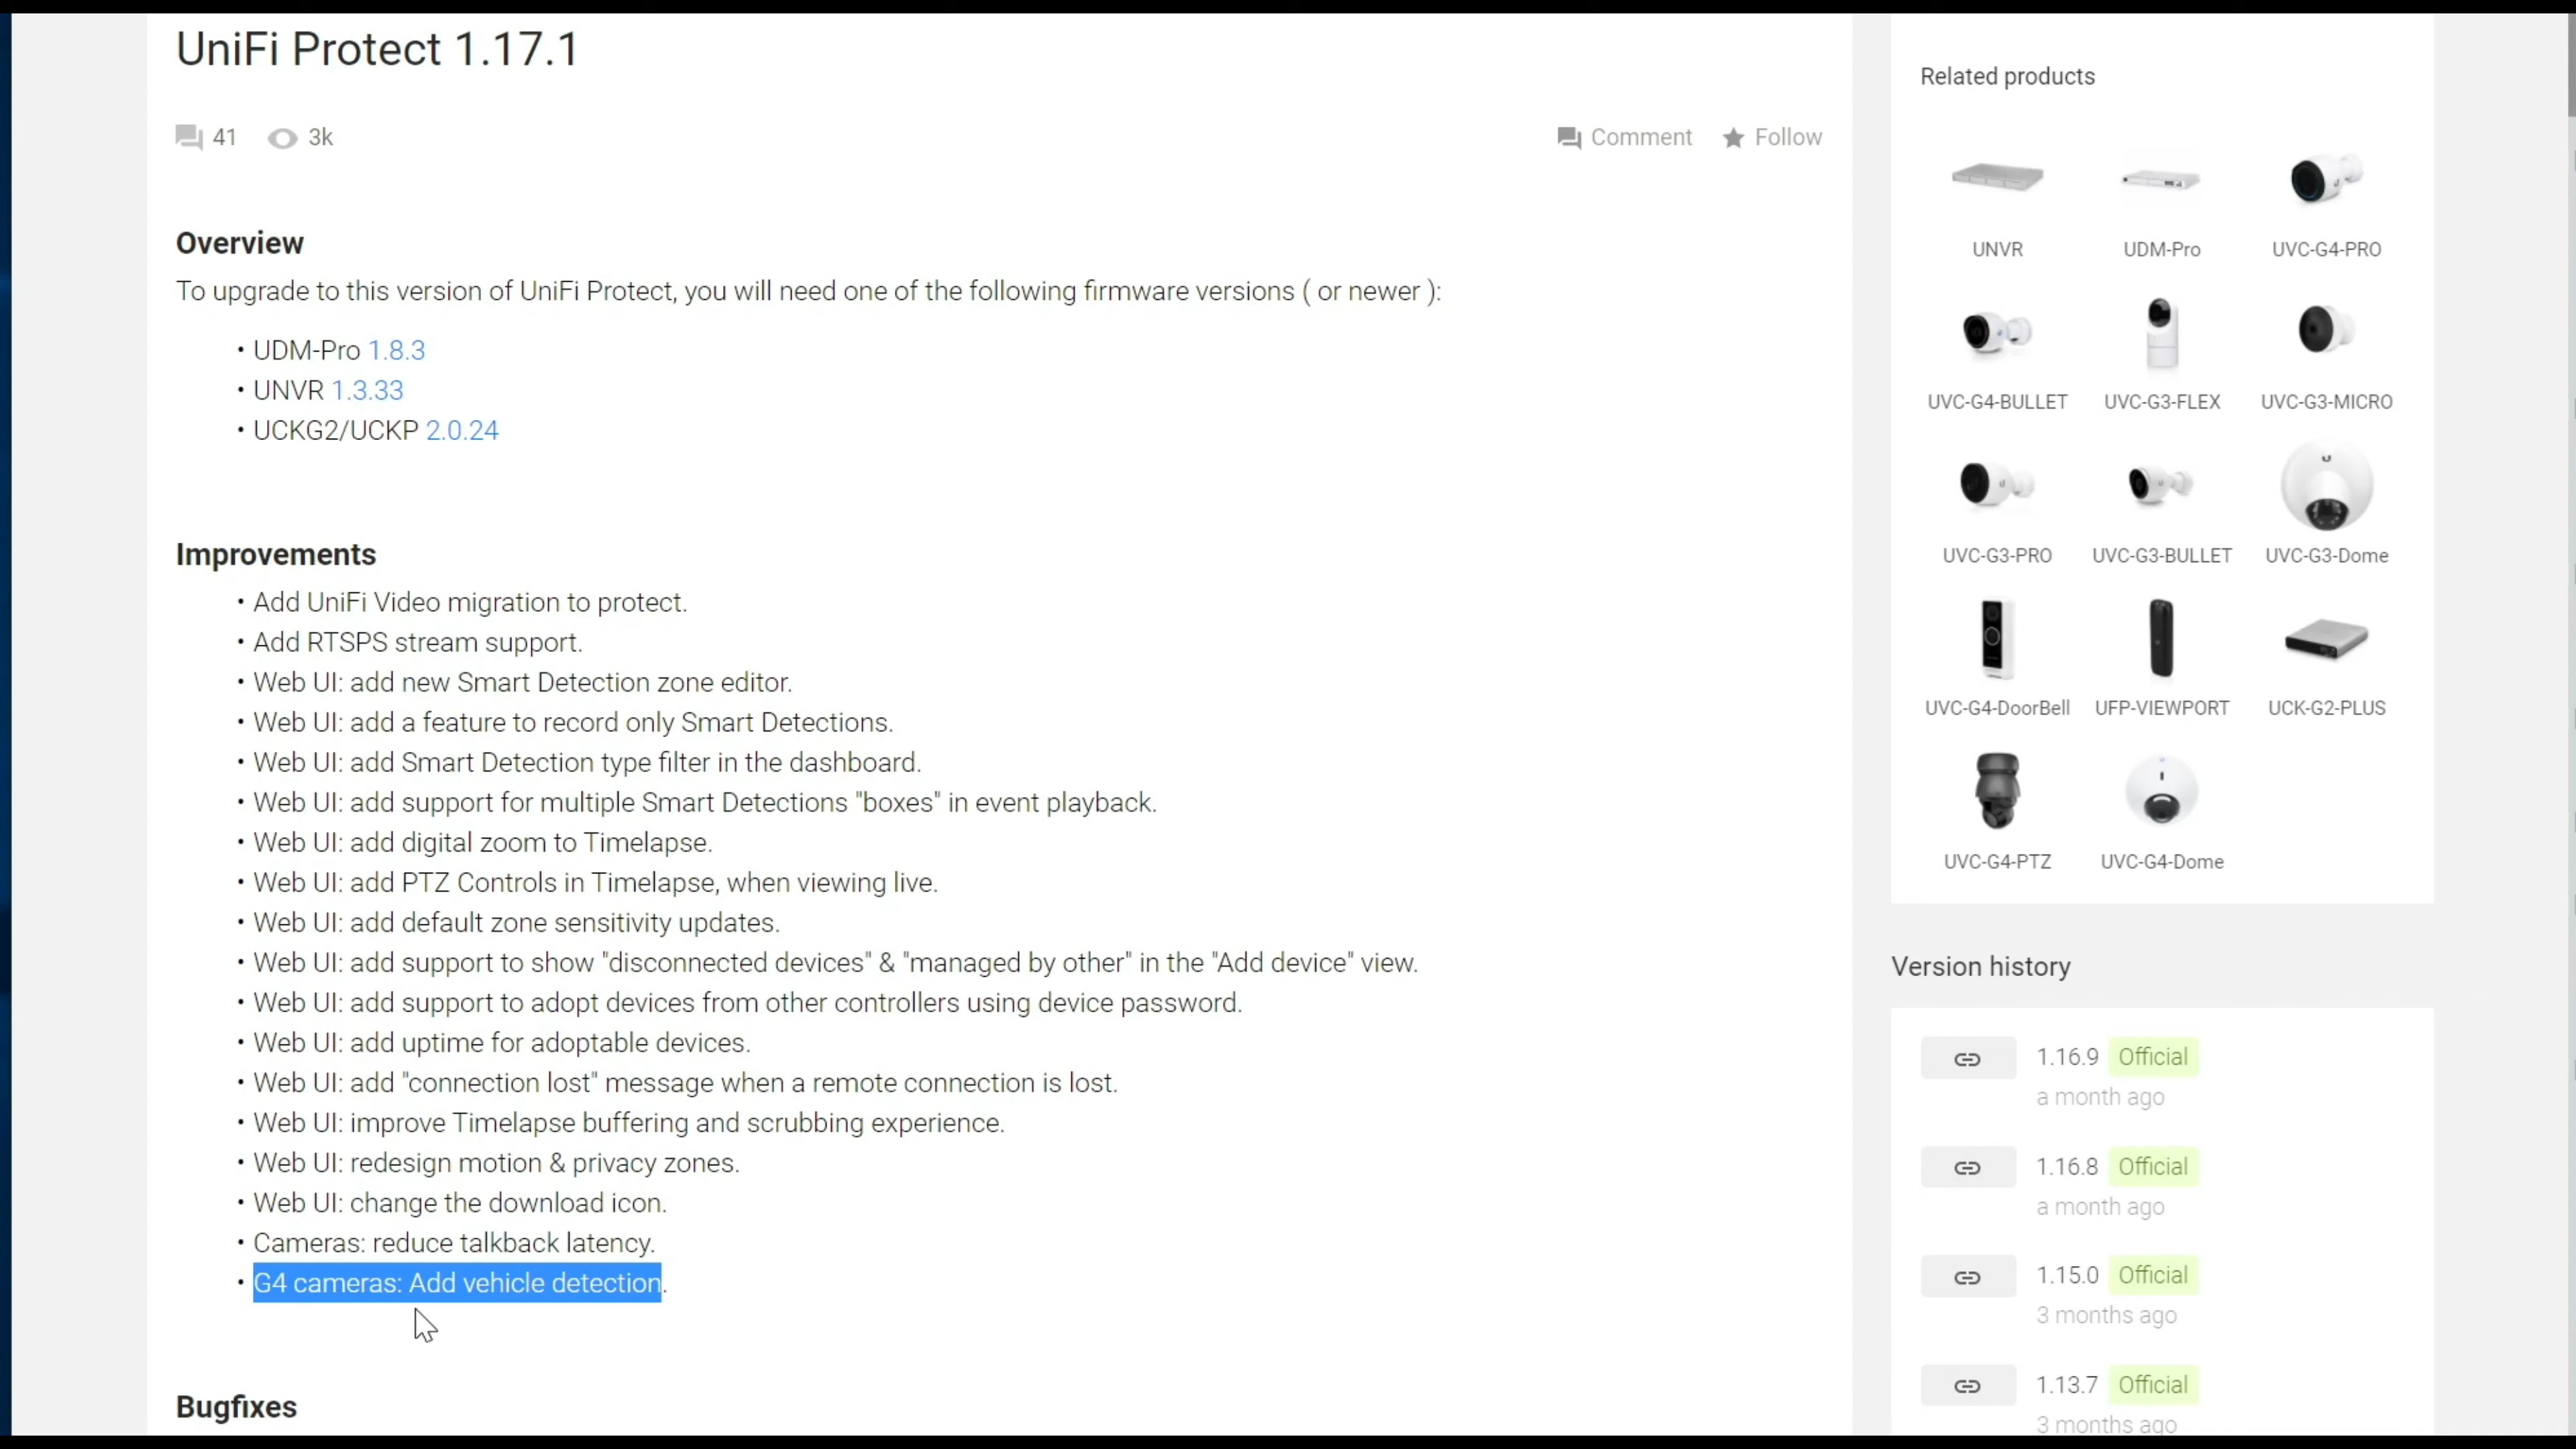 UniFi Protect 1.17.1
41 3k
Comment Follow
Overview
To upgrade to this version of UniFi Protect, you will need one of the following firmware versions ( or newer ):
• UDM-Pro 1.8.3
• UNVR 1.3.33
• UCKG2/UCKP 2.0.24
Improvements
• Add UniFi Video migration to protect.
• Add RTSPS stream support.
• Web UI: add new Smart Detection zone editor.
• Web UI: add a feature to record only Smart Detections.
• Web UI: add Smart Detection type filter in the dashboard.
• Web UI: add support for multiple Smart Detections "boxes" in event playback.
• Web UI: add digital zoom to Timelapse.
• Web UI: add PTZ Controls in Timelapse, when viewing live.
• Web UI: add default zone sensitivity updates.
• Web UI: add support to show "disconnected devices" & "managed by other" in the "Add device" view.
• Web UI: add support to adopt devices from other controllers using device password.
• Web UI: add uptime for adoptable devices.
• Web UI: add "connection lost" message when a remote connection is lost.
• Web UI: improve Timelapse buffering and scrubbing experience.
• Web UI: redesign motion & privacy zones.
• Web UI: change the download icon.
• Cameras: reduce talkback latency.
• G4 cameras: Add vehicle detection.
Bugfixes
Related products
UNVR UDM-Pro UVC-G4-PRO
UVC-G4-BULLET UVC-G3-FLEX UVC-G3-MICRO
UVC-G3-PRO UVC-G3-BULLET UVC-G3-Dome
UVC-G4-DoorBell UFP-VIEWPORT UCK-G2-PLUS
UVC-G4-PTZ UVC-G4-Dome
Version history
1.16.9 Official
a month ago
1.16.8 Official
a month ago
1.15.0 Official
3 months ago
1.13.7 Official
3 months ago